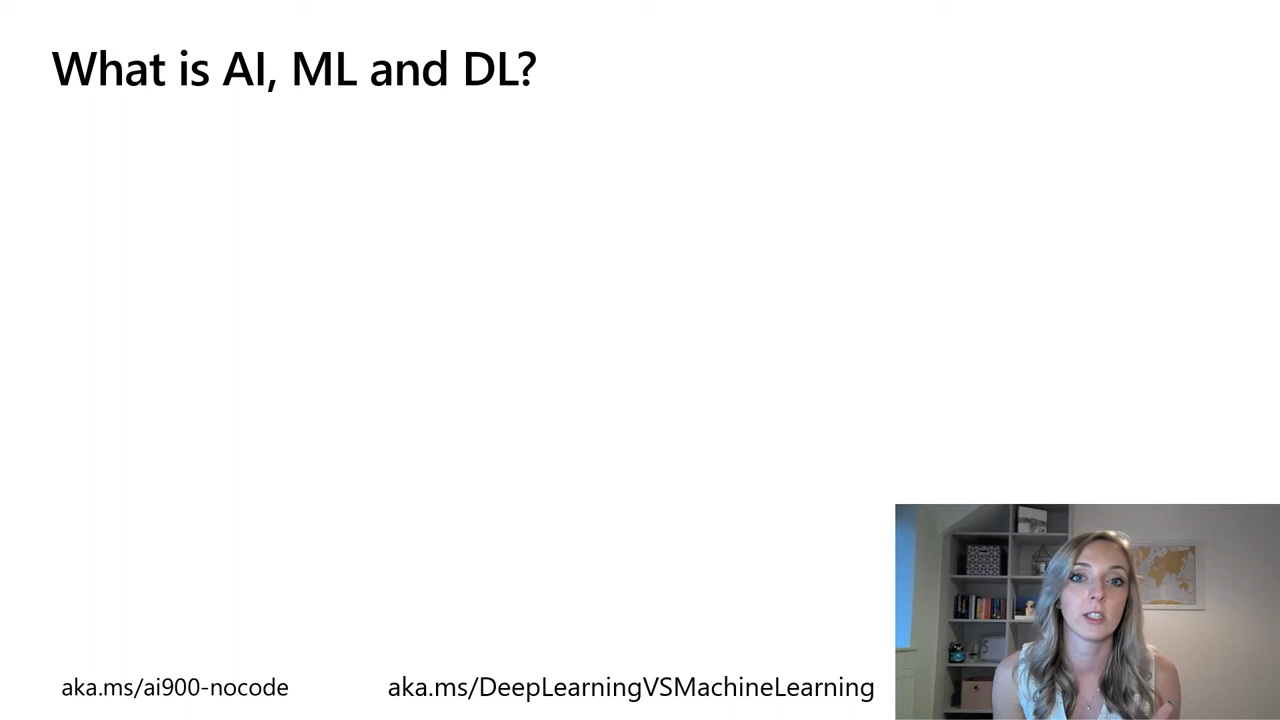 What is AI, ML and DL?
aka.ms/ai900-nocode
aka.ms/DeepLearningVSMachineLearning